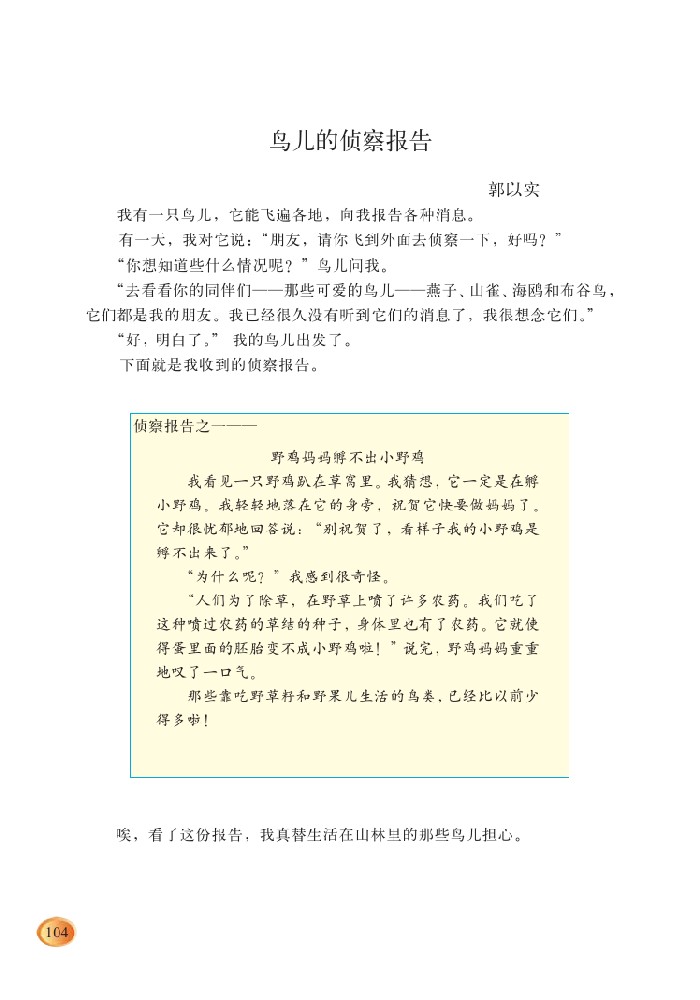 鸟儿的侦察报告
郭以实
我有一只鸟儿，它能飞遍各地，向我报告各种消息。
有一天，我对它说：“朋友，请你飞到外面去侦察一下，好吗？”
“你想知道些什么情况呢？”鸟儿问我。
“去看看你的同伴们——那些可爱的鸟儿——燕子、山雀、海鸥和布谷鸟，
它们都是我的朋友。我已经很久没有听到它们的消息了，我很想念它们。”
“好，明白了。” 我的鸟儿出发了。
下面就是我收到的侦察报告。
侦察报告之一——
野鸡妈妈孵不出小野鸡
我看见一只野鸡趴在草窝里。我猜想，它一定是在孵
小野鸡。我轻轻地落在它的身旁，祝贺它快要做妈妈了。
它却很忧郁地回答说：“别祝贺了，看样子我的小野鸡是
孵不出来了。”
“为什么呢？”我感到很奇怪。
“人们为了除草，在野草上喷了许多农药。我们吃了
这种喷过农药的草结的种子，身体里也有了农药。它就使
得蛋里面的胚胎变不成小野鸡啦！”说完，野鸡妈妈重重
地叹了一口气。
那些靠吃野草籽和野果儿生活的鸟类，已经比以前少
得多啦！
唉，看了这份报告，我真替生活在山林里的那些鸟儿担心。
104